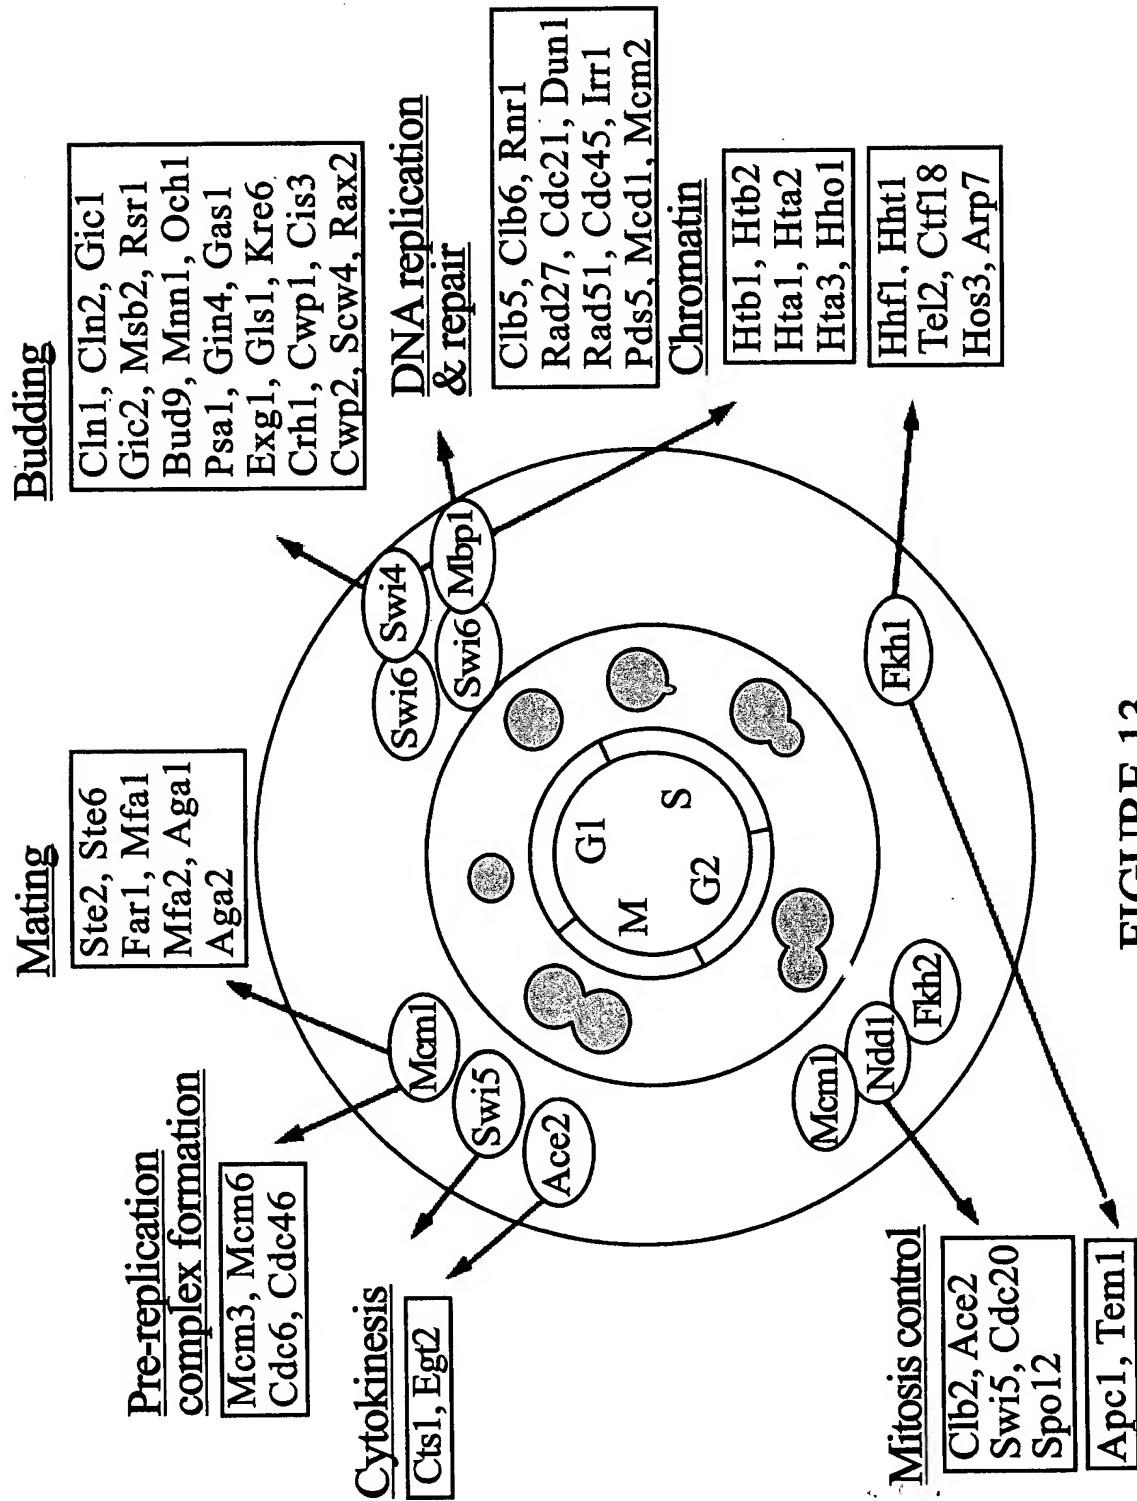 Pre-replication
complex formation
Mcm3, Mcm6
Cdc6, Cdc46
Mating
Ste2, Ste6
Far1, Mfa1
Mfa2, Aga1
Aga2
Budding
Cln1, Cln2, Gic1
Gic2, Msb2, Rsr1
Bud9, Mnn1, Och1
Psa1, Gin4, Gas1
Exg1, Gls1, Kre6
Crh1, Cwp1, Cis3
Cwp2, Scw4, Rax2
DNA replication
& repair
Clb5, Clb6, Rnr1
Rad27, Cdc21, Dun1
Rad51, Cdc45, Irr1
Pds5, Mcd1, Mcm2
Chromatin
Htb1, Htb2
Hta1, Hta2
Hta3, Hho1
Hhf1, Hht1
Tel2, Ctf18
Hos3, Arp7
Cytokinesis
Cts1, Egt2
Mitosis control
Clb2, Ace2
Swi5, Cdc20
Spo12
Apc1, Tem1
Mcm1
Swi5
Ace2
Swi6
Swi4
Swi6
Mbp1
Fkh1
Mcm1
Ndd1
Fkh2
M
G1
G2
S
FIGURE 13